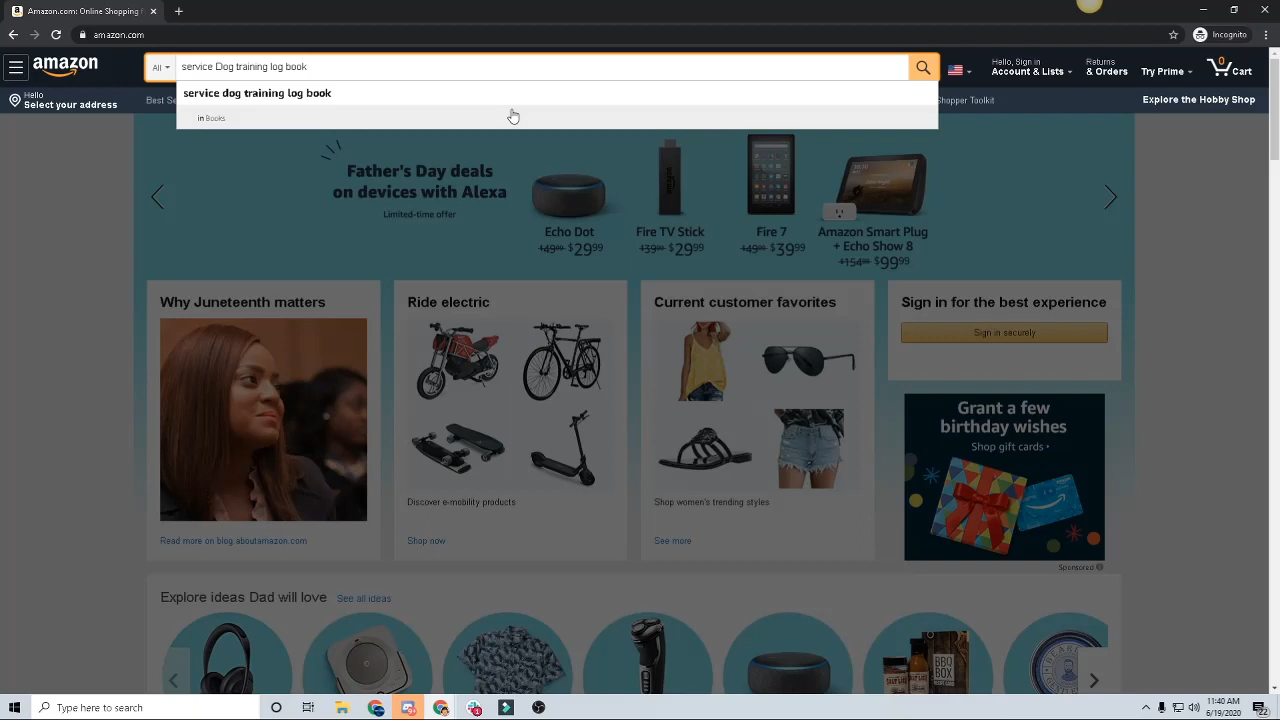 Amazon.com: Online Shopping f
amazon.com
Incognito
amazon
All
service Dog training log book
Hello, Sign in
Account & Lists
Returns
& Orders
Try Prime
0
Cart
service dog training log book
in Books
Hello
Select your address
Best Se
hopper Toolkit
Explore the Hobby Shop
Father's Day deals
on devices with Alexa
Limited-time offer
Echo Dot
$49.99 $29.99
Fire TV Stick
$39.99 $29.99
Fire 7
$49.99 $39.99
Amazon Smart Plug
+ Echo Show 8
$154.98 $99.99
Why Juneteenth matters
Read more on blog.aboutamazon.com
Ride electric
Discover e-mobility products
Shop now
Current customer favorites
Shop women's trending styles
See more
Sign in for the best experience
Sign in securely
Grant a few
birthday wishes
Shop gift cards
Sponsored
Explore ideas Dad will love See all ideas
BBQ
BOX
Type here to search
11:40 AM
6/19/2020
22